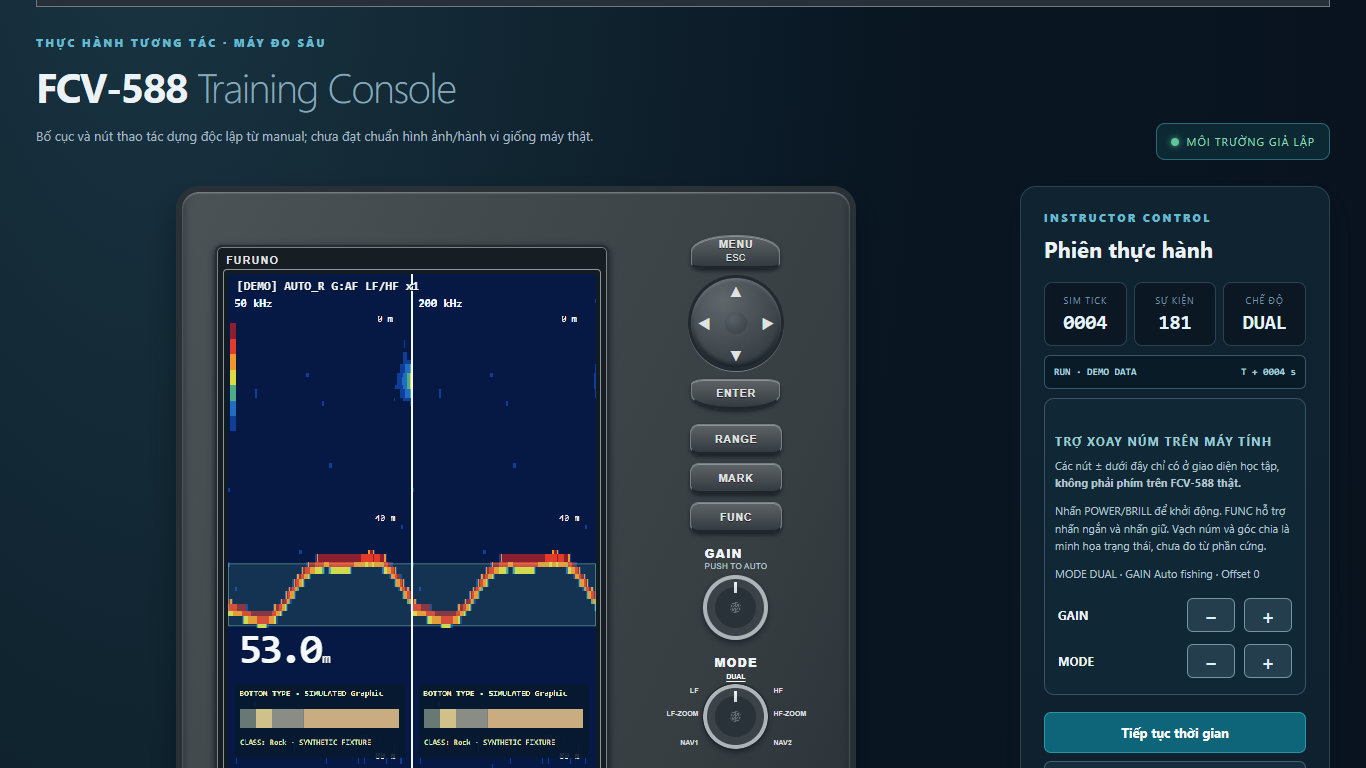 THỰC HÀNH TƯƠNG TÁC · MÁY ĐO SÂU
FCV-588 Training Console
Bố cục và nút thao tác dựng độc lập từ manual; chưa đạt chuẩn hình ảnh/hành vi giống máy thật.
MÔI TRƯỜNG GIẢ LẬP
FURUNO
[DEMO] AUTO_R G:AF LF/HF x1
50 kHz
200 kHz
0 m
0 m
40 m
40 m
53.0m
BOTTOM TYPE · SIMULATED Graphic
BOTTOM TYPE · SIMULATED Graphic
CLASS: Rock · SYNTHETIC FIXTURE
CLASS: Rock · SYNTHETIC FIXTURE
MENU
ESC
▲
◀ ▶
▼
ENTER
RANGE
MARK
FUNC
GAIN
PUSH TO AUTO
MODE
DUAL
LF
HF
LF-ZOOM
HF-ZOOM
NAV1
NAV2
INSTRUCTOR CONTROL
Phiên thực hành
SIM TICK
0004
SỰ KIỆN
181
CHẾ ĐỘ
DUAL
RUN · DEMO DATA
T + 0004 s
TRỢ XOAY NÚM TRÊN MÁY TÍNH
Các nút ± dưới đây chỉ có ở giao diện học tập,
không phải phím trên FCV-588 thật.
Nhấn POWER/BRILL để khởi động. FUNC hỗ trợ
nhấn ngắn và nhấn giữ. Vạch núm và góc chia là
minh họa trạng thái, chưa đo từ phần cứng.
MODE DUAL · GAIN Auto fishing · Offset 0
GAIN
− +
MODE
− +
Tiếp tục thời gian